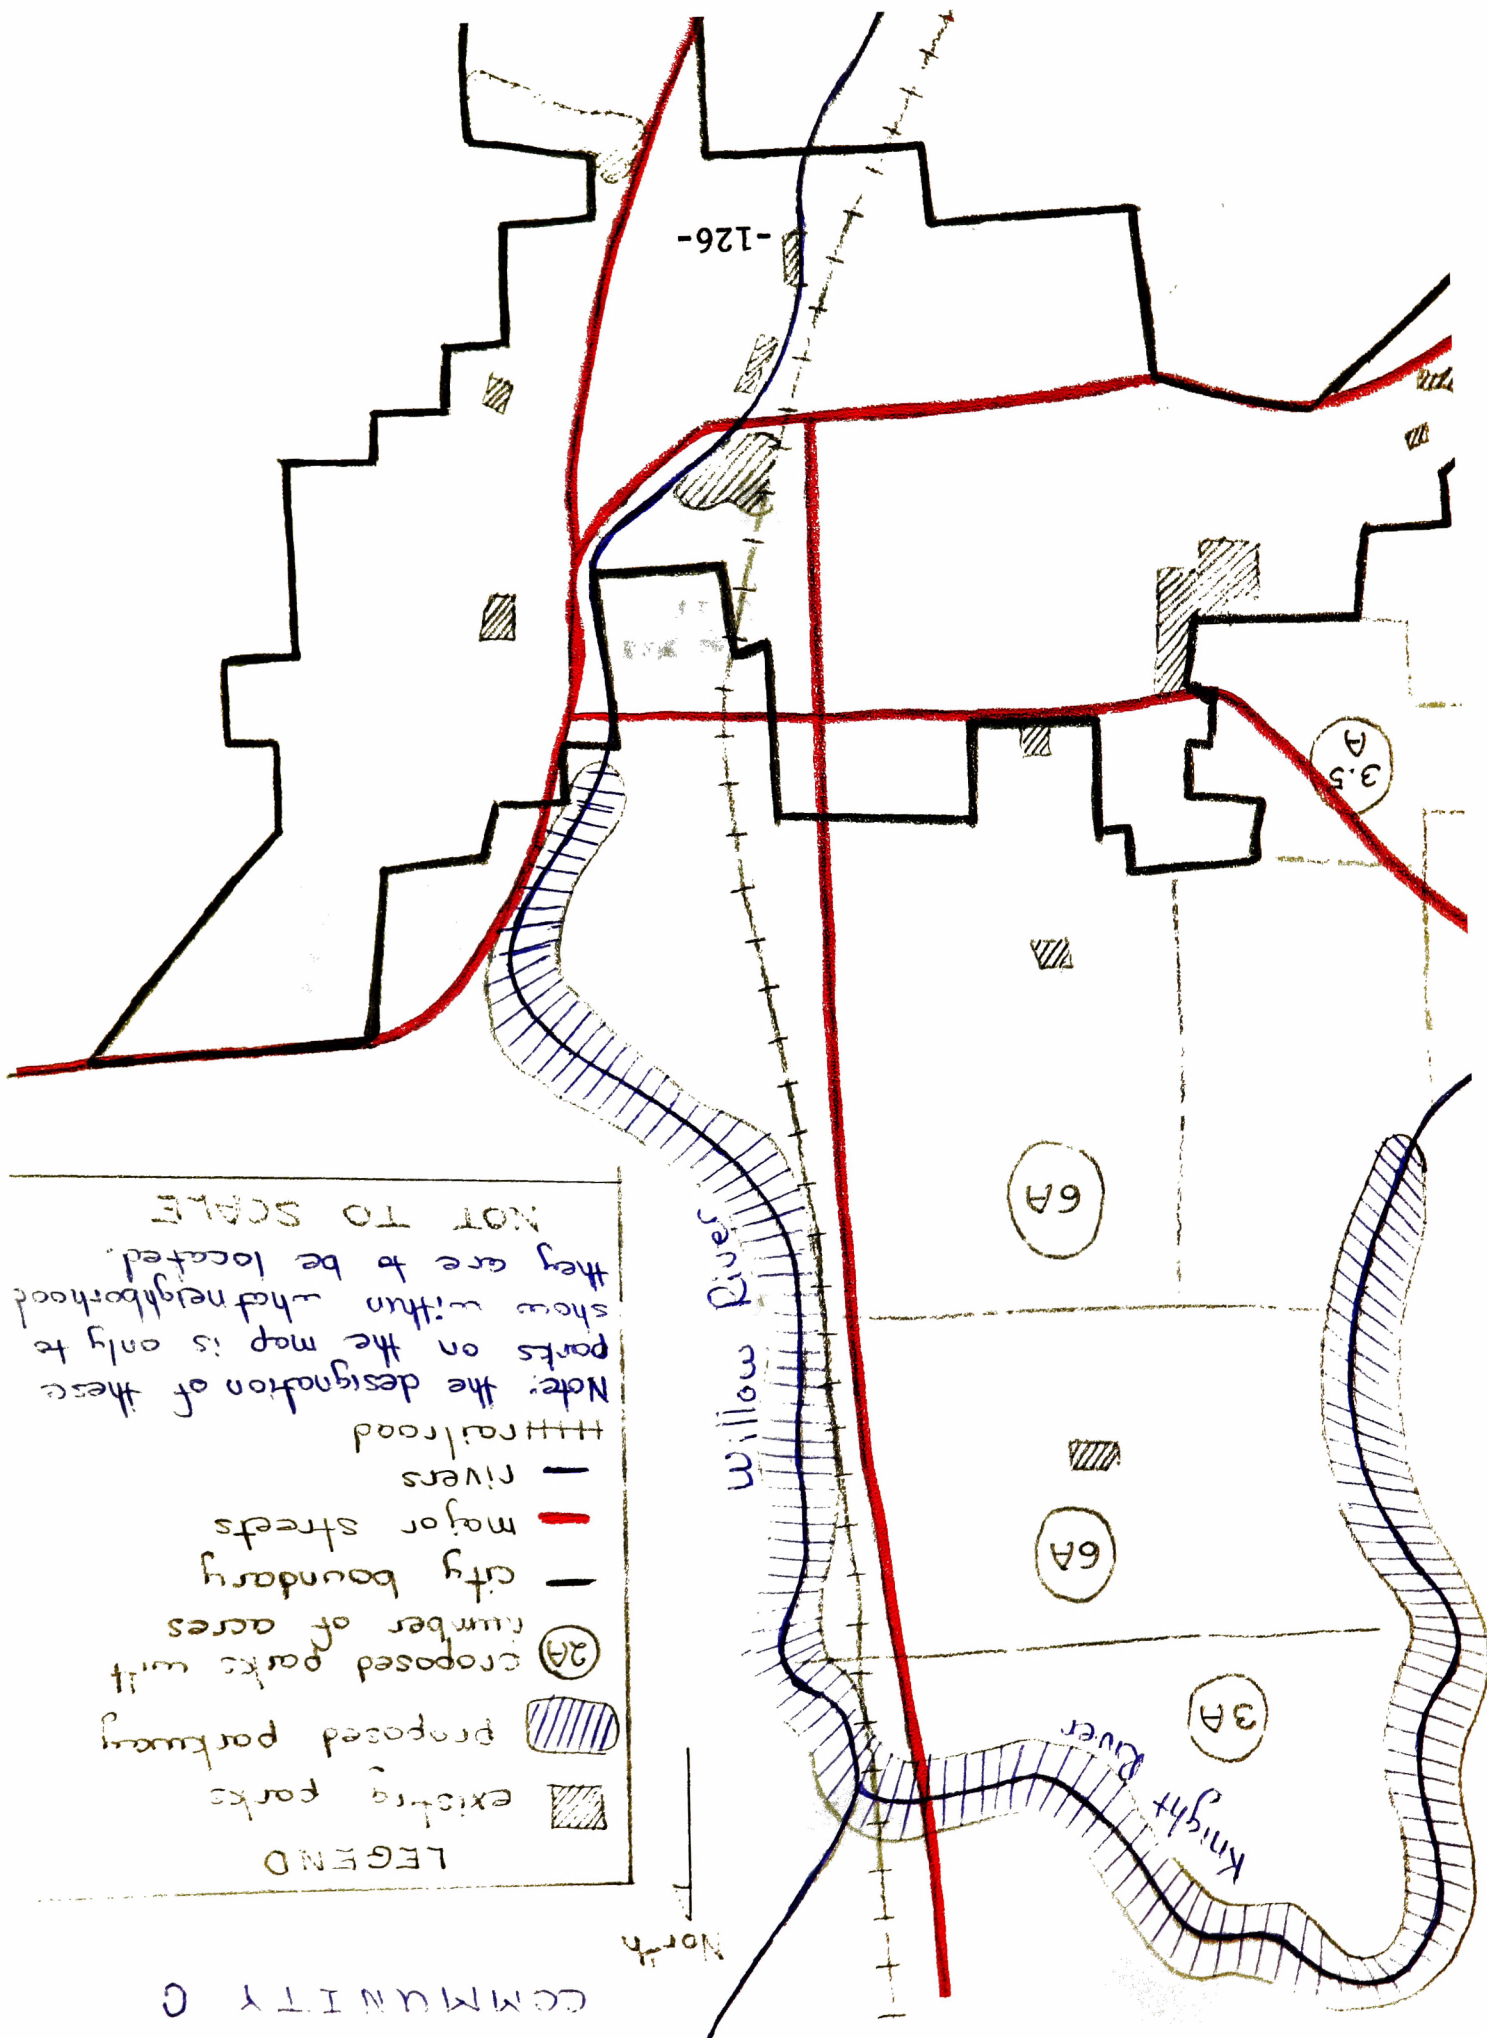 COMMUNITY C
North
LEGEND
existing parks
proposed parkway
2A
proposed parks with
number of acres
city boundary
major streets
rivers
railroad
Note: the designation of these
parks on the map is only to
show within what neighborhood
they are to be located.
NOT TO SCALE
Knight
River
3A
6A
Willow River
6A
3.5
A
-126-